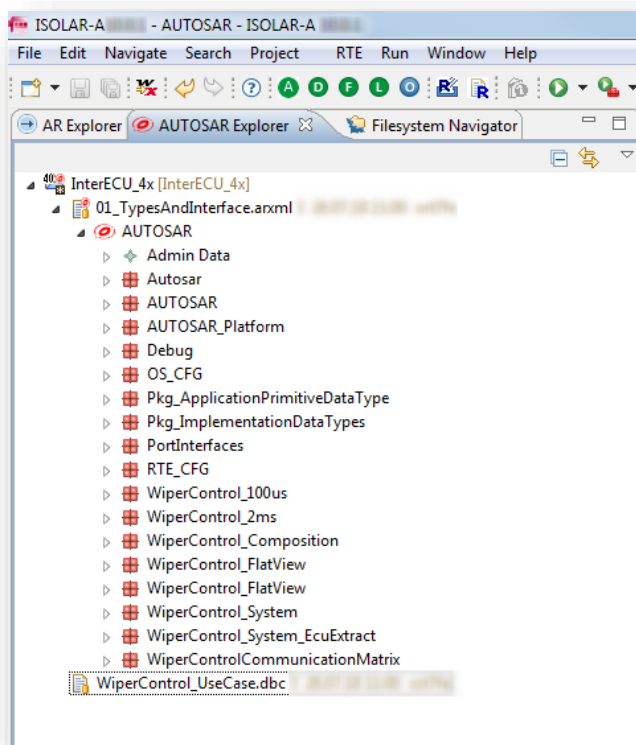 ISOLAR-A - AUTOSAR - ISOLAR-A
File Edit Navigate Search Project RTE Run Window Help
A D F L O R
AR Explorer AUTOSAR Explorer Filesystem Navigator
InterECU_4x [InterECU_4x]
01_TypesAndInterface.arxml
AUTOSAR
Admin Data
Autosar
AUTOSAR
AUTOSAR_Platform
Debug
OS_CFG
Pkg_ApplicationPrimitiveDataType
Pkg_ImplementationDataTypes
PortInterfaces
RTE_CFG
WiperControl_100us
WiperControl_2ms
WiperControl_Composition
WiperControl_FlatView
WiperControl_FlatView
WiperControl_System
WiperControl_System_EcuExtract
WiperControlCommunicationMatrix
WiperControl_UseCase.dbc